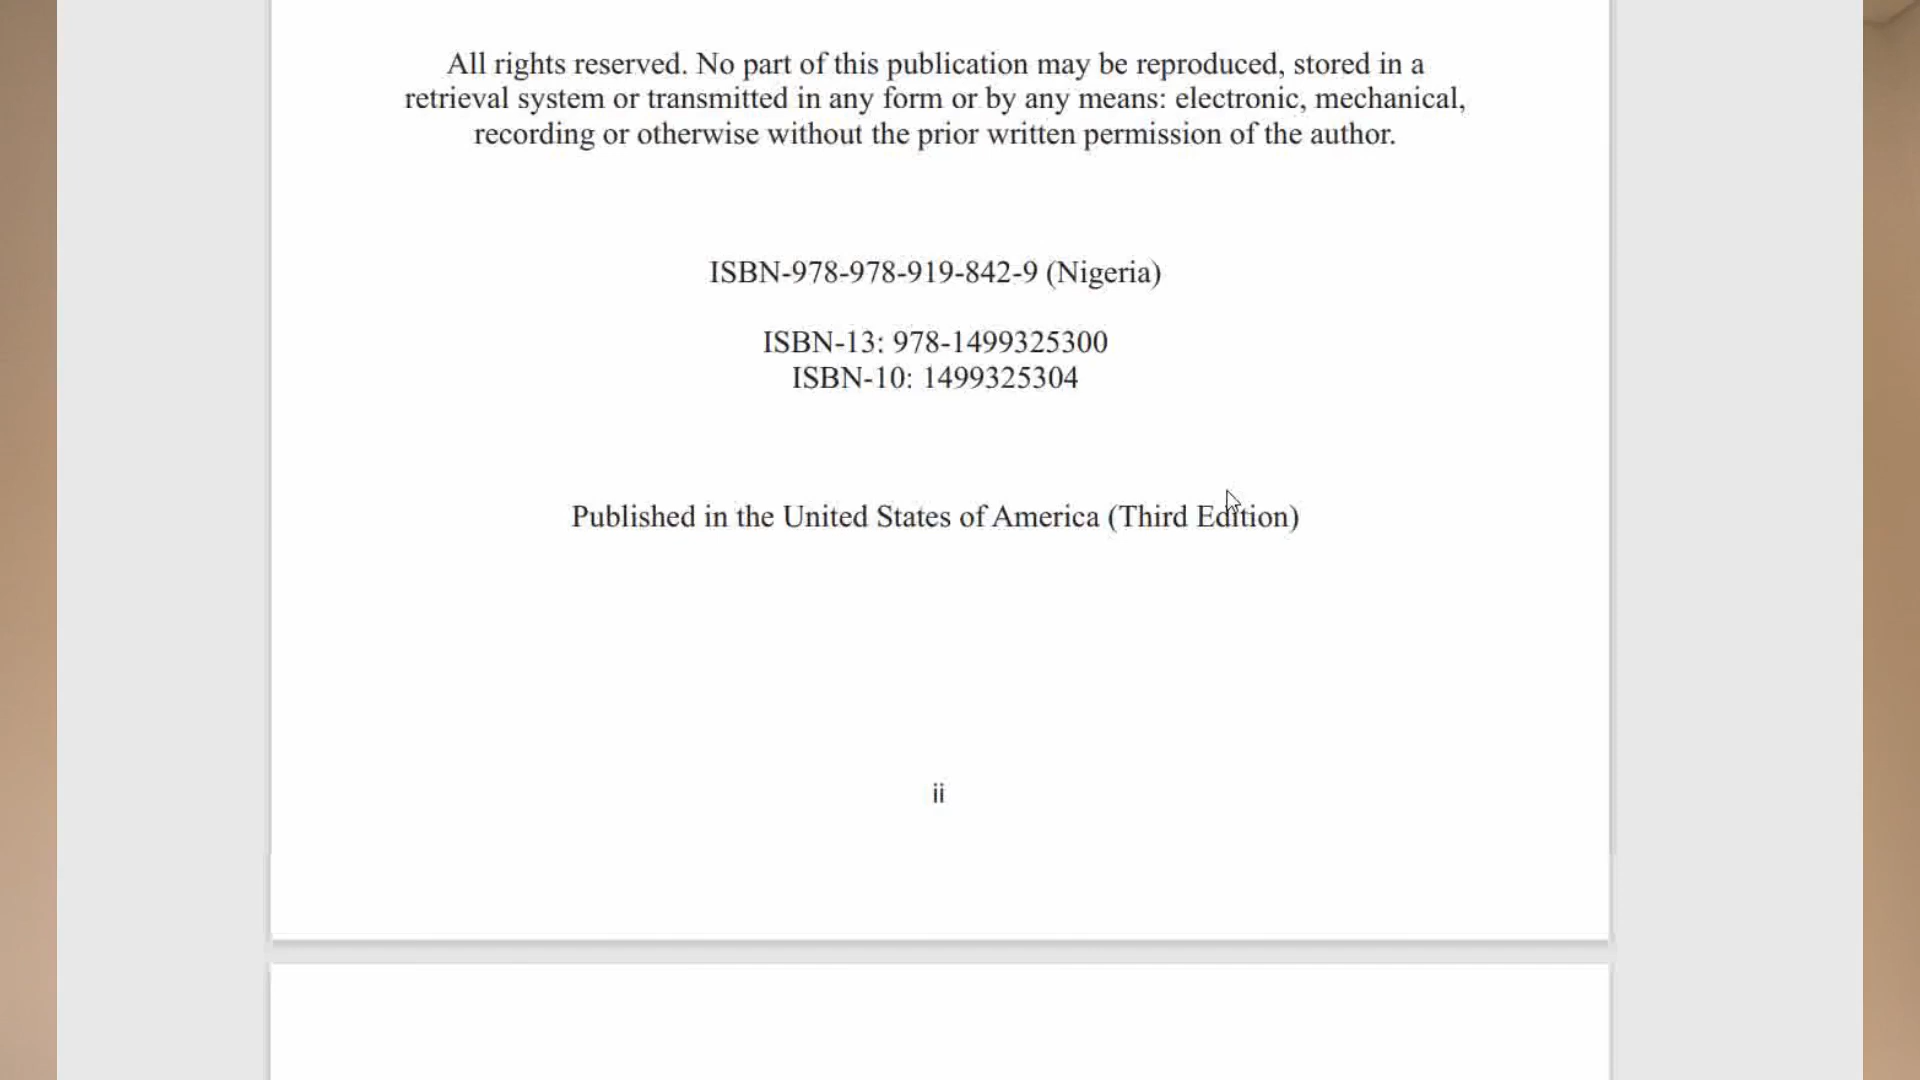 All rights reserved. No part of this publication may be reproduced, stored in a
retrieval system or transmitted in any form or by any means: electronic, mechanical,
recording or otherwise without the prior written permission of the author.
ISBN-978-978-919-842-9 (Nigeria)
ISBN-13: 978-1499325300
ISBN-10: 1499325304
Published in the United States of America (Third Edition)
ii